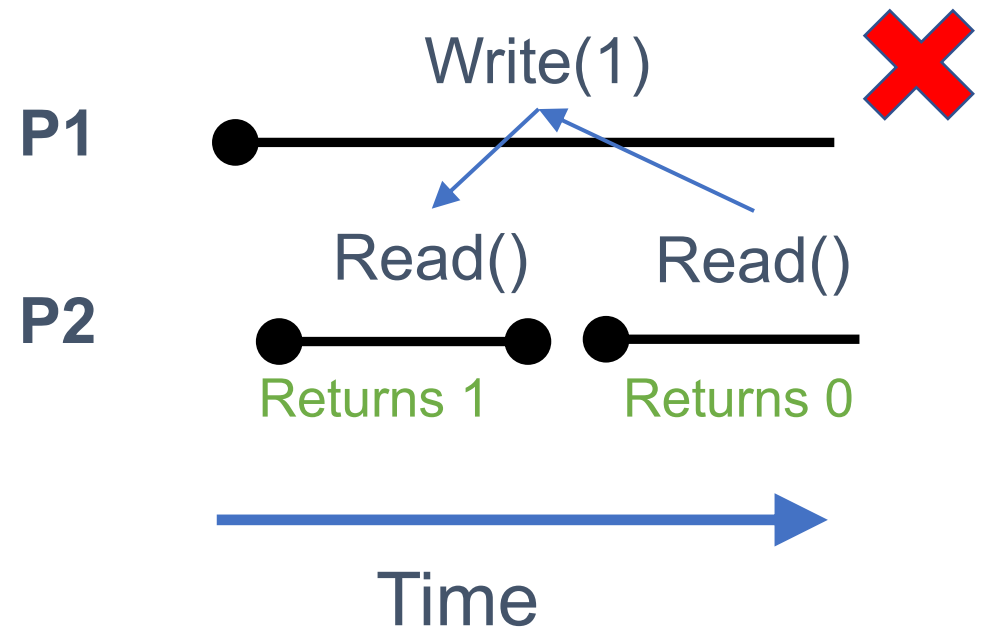 Write(1)
P1
Read() Read()
P2
Returns 1 Returns 0
Time